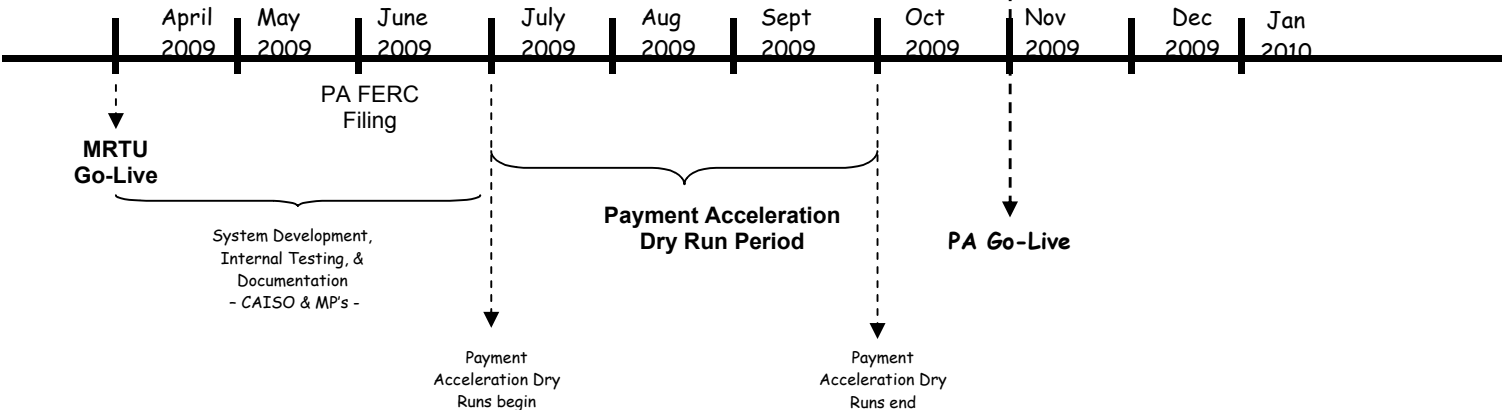 April May June July Aug Sept Oct Nov Dec Jan
2009 2009 2009 2009 2009 2009 2009 2009 2009 2010
PA FERC
Filing
MRTU
Go-Live
System Development,
Internal Testing, &
Documentation
– CAISO & MP's -
Payment Acceleration
Dry Run Period
PA Go-Live
Payment
Acceleration Dry
Runs begin
Payment
Acceleration Dry
Runs end